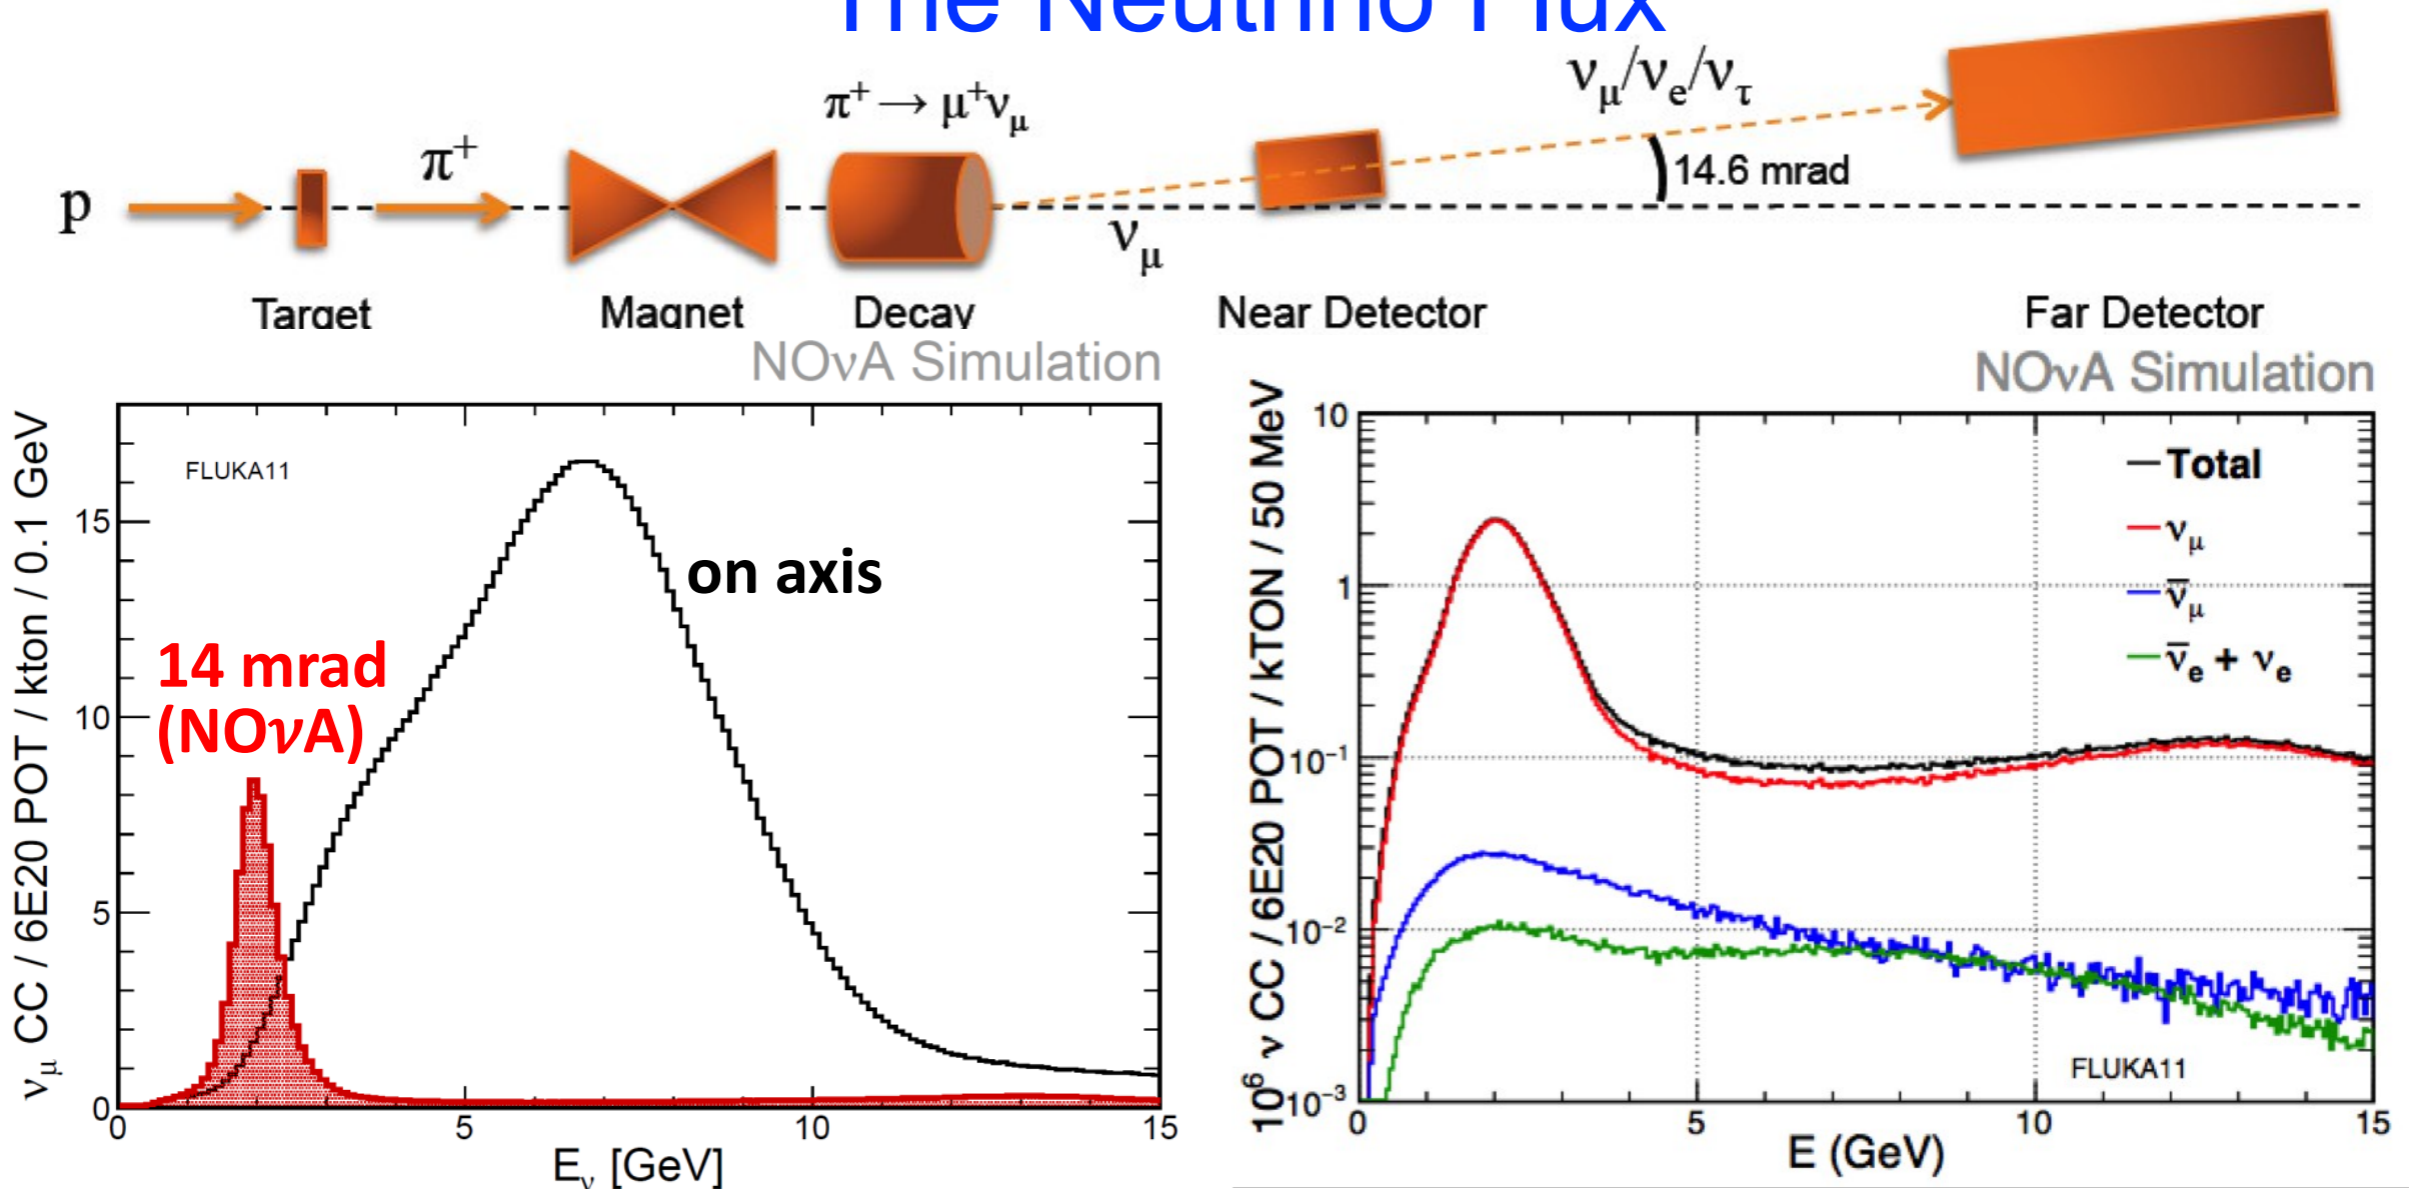 The Neutrino Flux
π⁺ → μ⁺ν_μ
ν_μ/ν_e/ν_τ
π⁺
p
14.6 mrad
ν_μ
Target
Magnet
Decay
Near Detector
Far Detector
NOνA Simulation
FLUKA11
on axis
14 mrad
(NOνA)
ν_μ CC / 6E20 POT / kton / 0.1 GeV
15
10
5
0
0 5 10 15
E_ν [GeV]
NOνA Simulation
10⁶ ν CC / 6E20 POT / kTON / 50 MeV
10
1
10⁻¹
10⁻²
10⁻³
Total
ν_μ
ν̅_μ
ν̅_e + ν_e
FLUKA11
0 5 10 15
E (GeV)